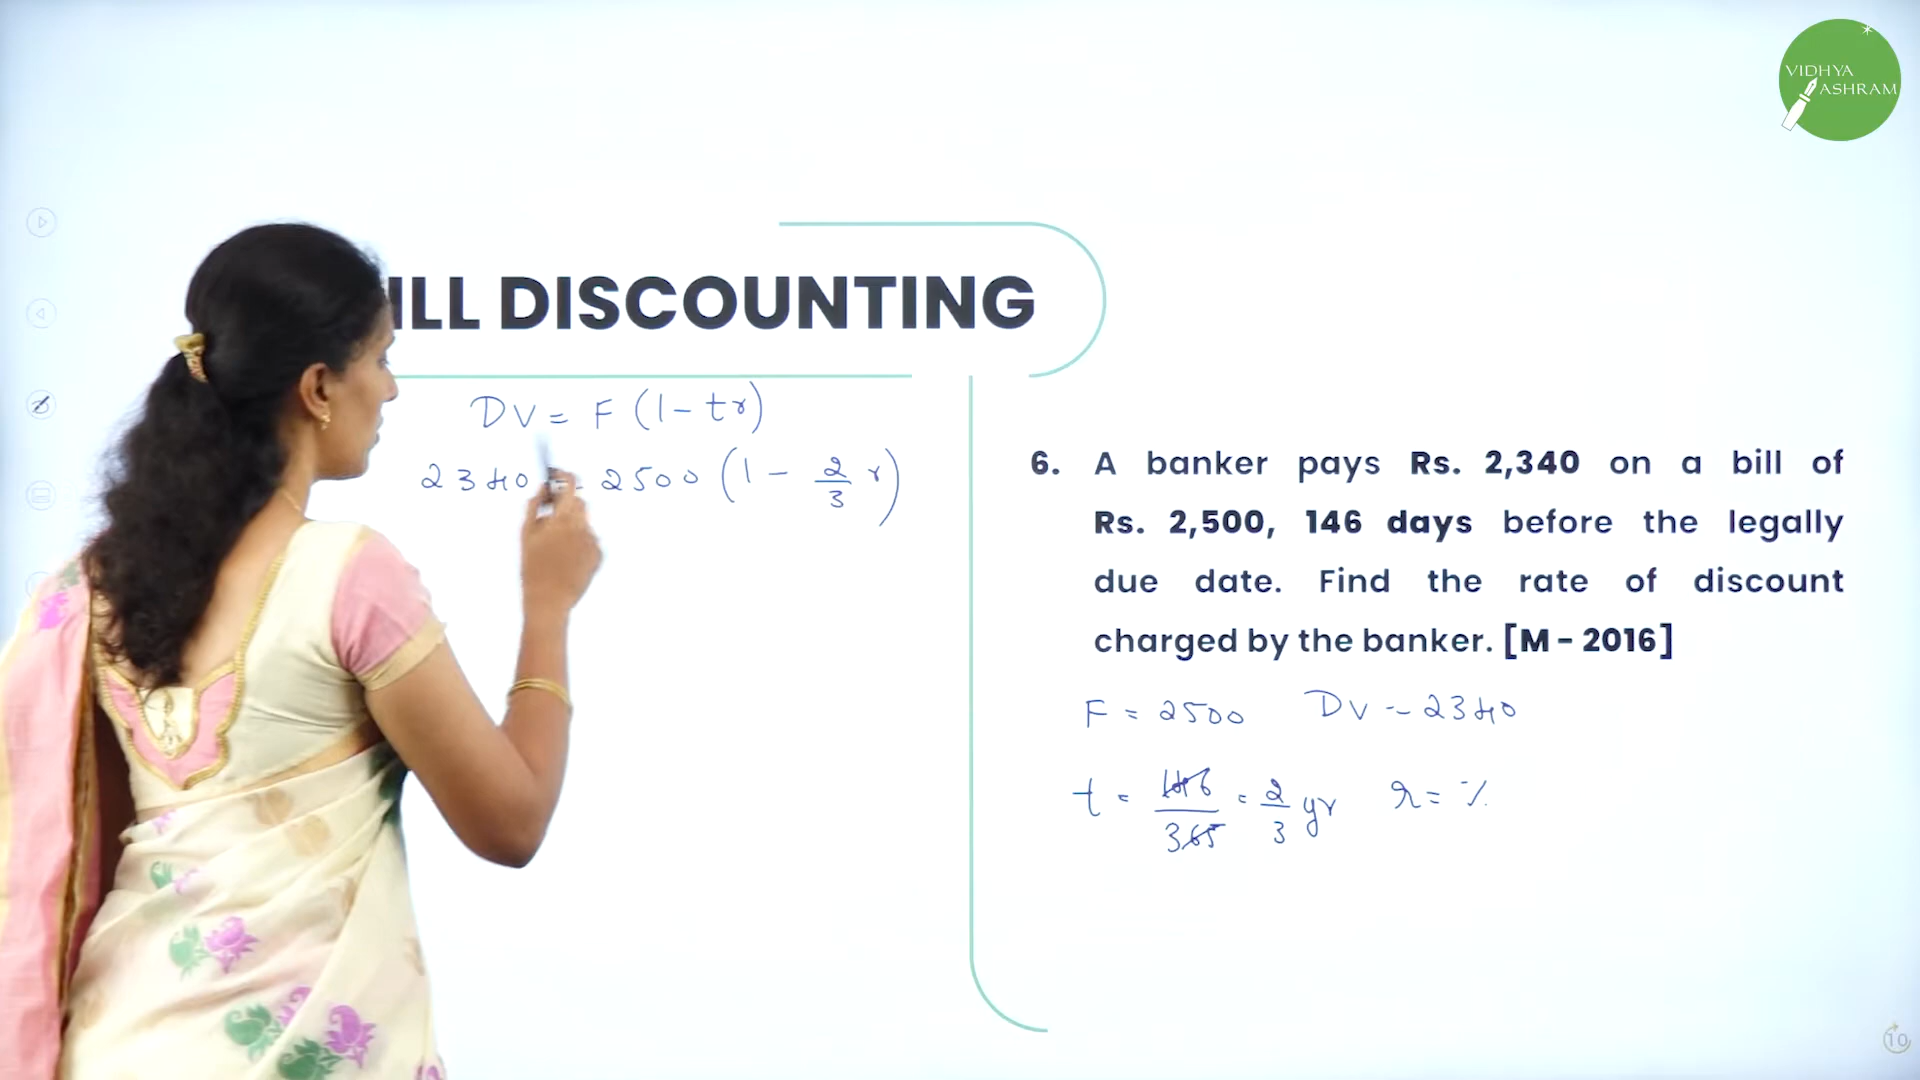 VIDHYA
ASHRAM
ILL DISCOUNTING
DV = F (1 - tr)
2340 = 2500 (1 - 2/3 r)
6. A banker pays Rs. 2,340 on a bill of
Rs. 2,500, 146 days before the legally
due date. Find the rate of discount
charged by the banker. [M - 2016]
F = 2500 DV = 2340
t = 146/365 = 2/3 yr r = %
10